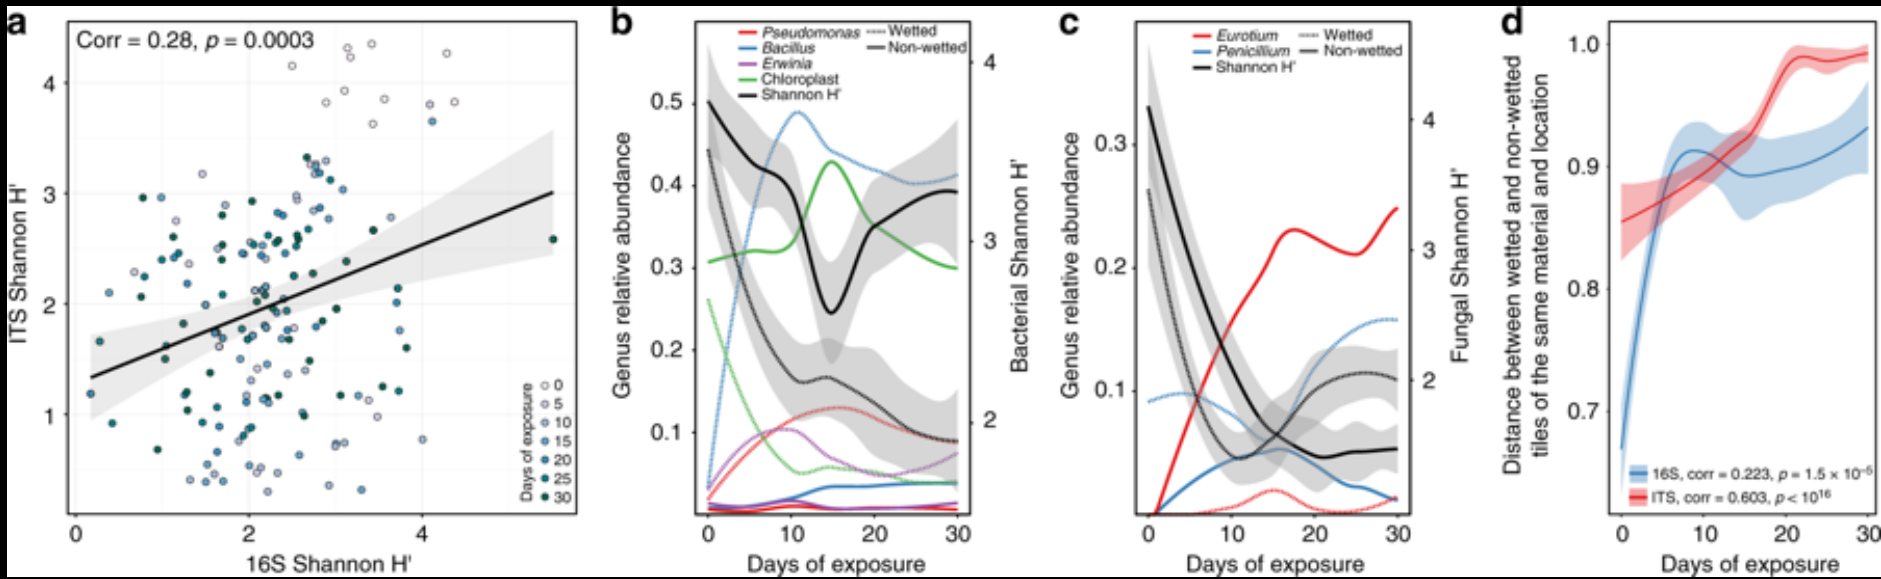 a
Corr = 0.28, p = 0.0003
4
3
2
1
0
2
4
ITS Shannon H'
16S Shannon H'
Days of exposure
0
5
10
15
20
25
30
b
Pseudomonas
Bacillus
Erwinia
Chloroplast
Shannon H'
Wetted
Non-wetted
0.5
0.4
0.3
0.2
0.1
4
3
2
0
10
20
30
Genus relative abundance
Bacterial Shannon H'
Days of exposure
c
Eurotium
Penicillium
Shannon H'
Wetted
Non-wetted
0.3
0.2
0.1
4
3
2
0
10
20
30
Genus relative abundance
Fungal Shannon H'
Days of exposure
d
1.0
0.9
0.8
0.7
0
10
20
30
Distance between wetted and non-wetted
tiles of the same material and location
16S, corr = 0.223, p = 1.5 × 10⁻⁵
ITS, corr = 0.603, p < 10¹⁶
Days of exposure